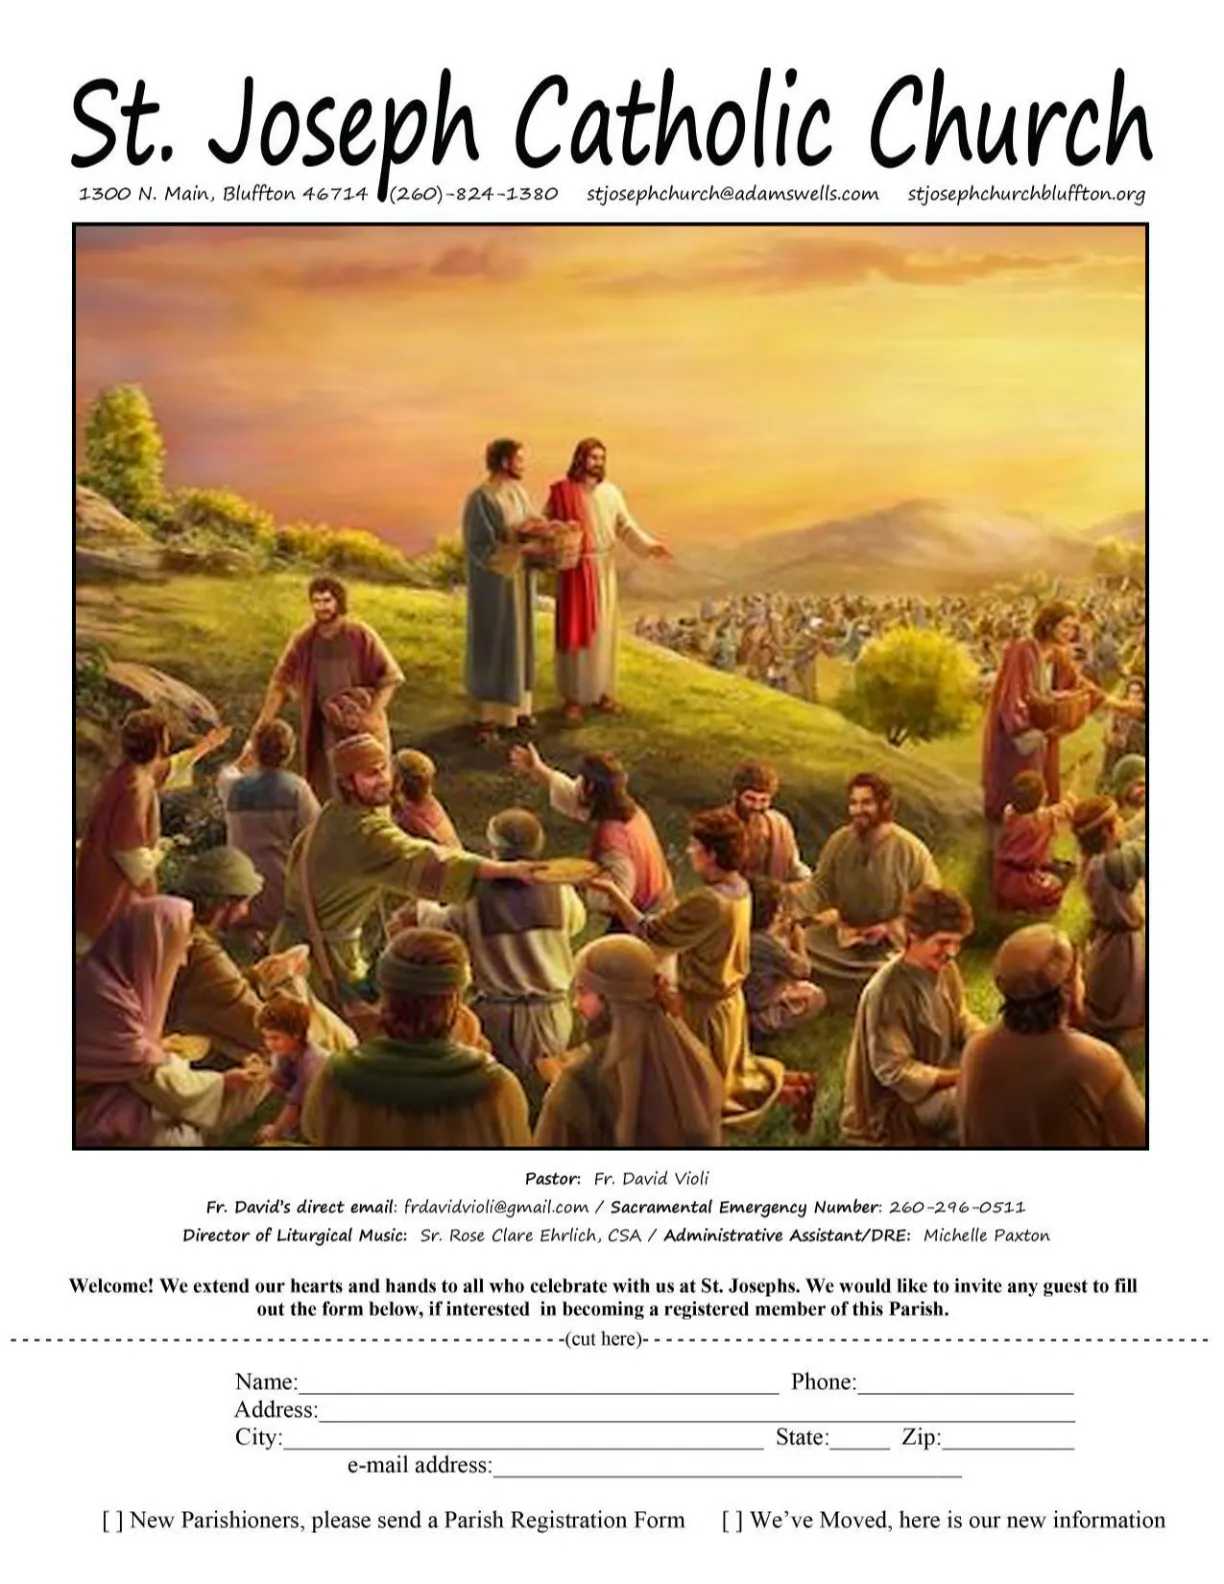 St. Joseph Catholic Church
1300 N. Main, Bluffton 46714 (260)-824-1380 stjosephchurch@adamswells.com stjosephchurchbluffton.org
Pastor: Fr. David Violi
Fr. David's direct email: frdavidvioli@gmail.com / Sacramental Emergency Number: 260-296-0511
Director of Liturgical Music: Sr. Rose Clare Ehrlich, CSA / Administrative Assistant/DRE: Michelle Paxton
Welcome! We extend our hearts and hands to all who celebrate with us at St. Josephs. We would like to invite any guest to fill
out the form below, if interested in becoming a registered member of this Parish.
(cut here)
Name: Phone:
Address:
City: State: Zip:
e-mail address:
[ ] New Parishioners, please send a Parish Registration Form [ ] We've Moved, here is our new information